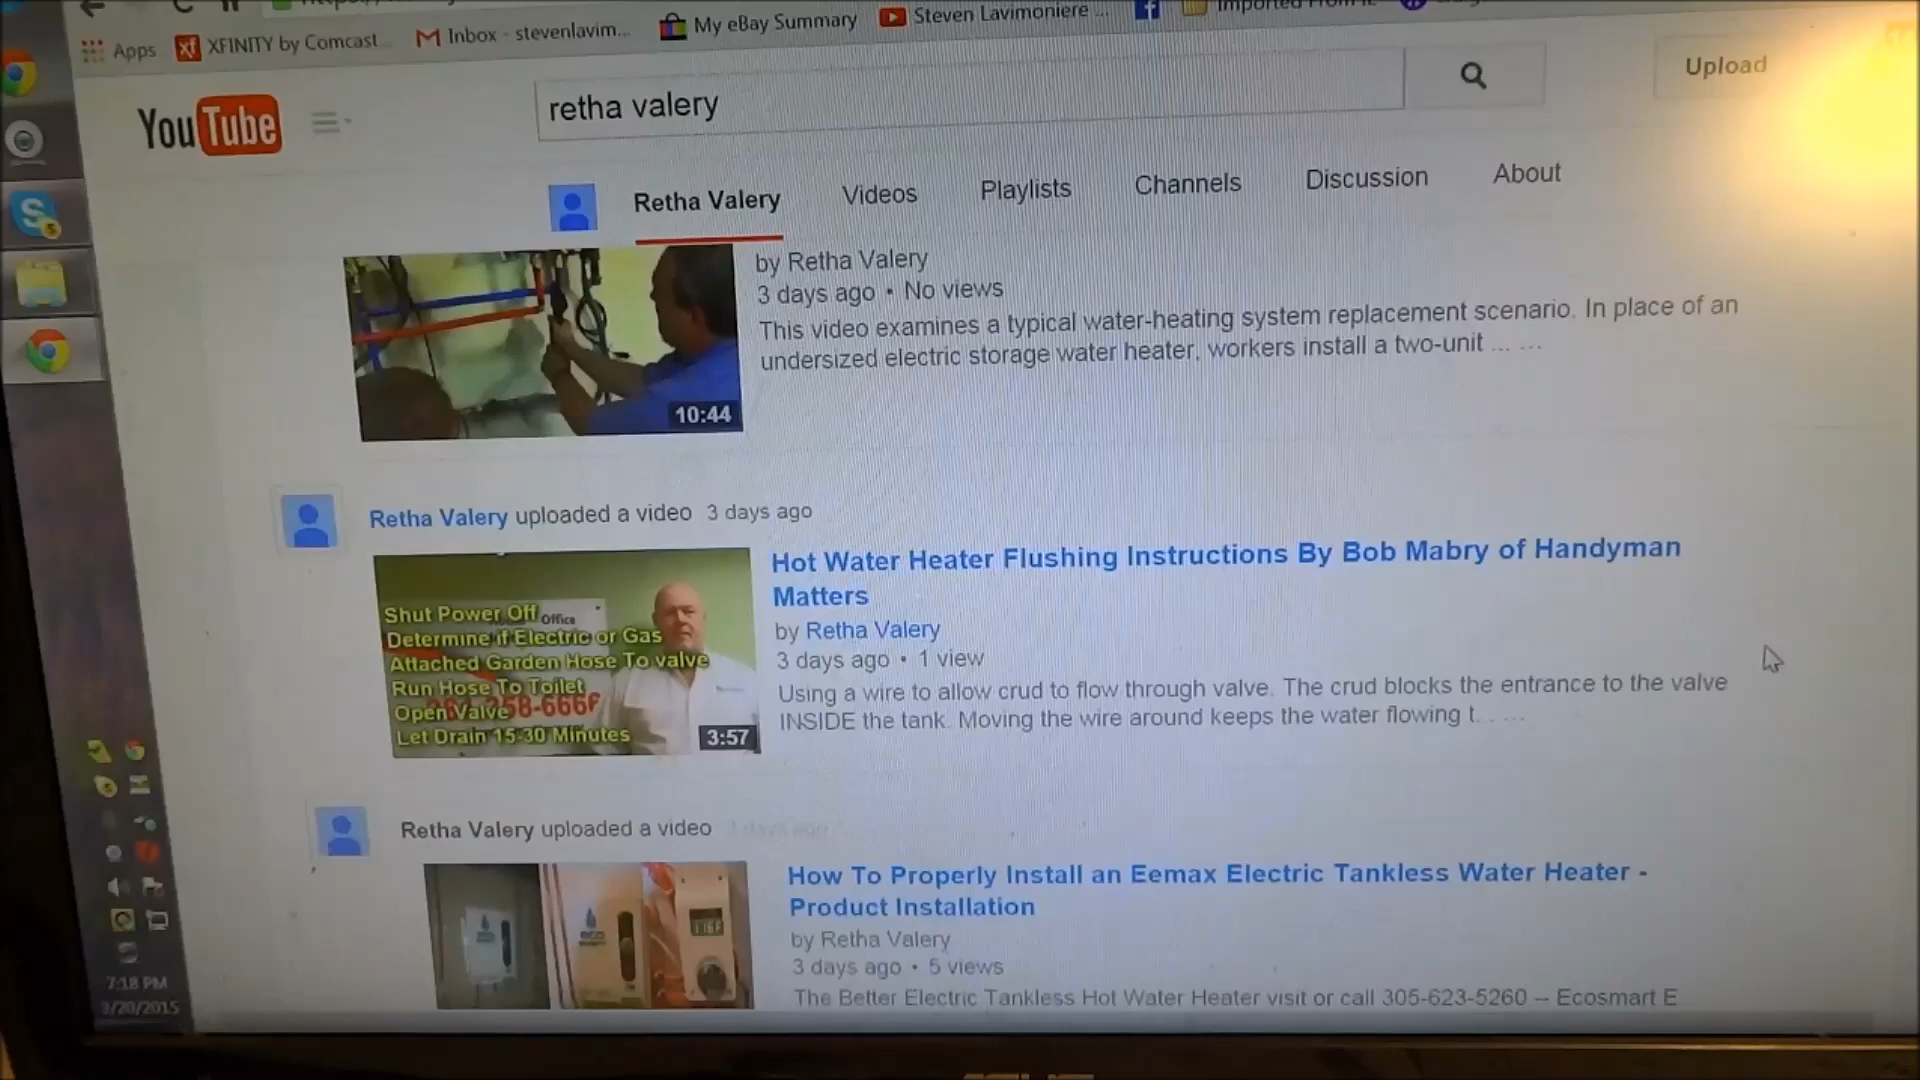 Apps XFINITY by Comcast... Inbox - stevenlavim... My eBay Summary Steven Lavimoniere ...
YouTube retha valery Upload
Retha Valery Videos Playlists Channels Discussion About
by Retha Valery
3 days ago • No views
This video examines a typical water-heating system replacement scenario. In place of an
undersized electric storage water heater, workers install a two-unit ... ...
10:44
Retha Valery uploaded a video 3 days ago
Hot Water Heater Flushing Instructions By Bob Mabry of Handyman
Matters
by Retha Valery
3 days ago • 1 view
Using a wire to allow crud to flow through valve. The crud blocks the entrance to the valve
INSIDE the tank. Moving the wire around keeps the water flowing t... ...
Shut Power Off Office
Determine if Electric or Gas
Attached Garden Hose To valve
Run Hose To Toilet
Open Valve
Let Drain 15-30 Minutes
3:57
Retha Valery uploaded a video 3 days ago
How To Properly Install an Eemax Electric Tankless Water Heater -
Product Installation
by Retha Valery
3 days ago • 5 views
The Better Electric Tankless Hot Water Heater visit or call 305-623-5260 -- Ecosmart E
7:18 PM
3/20/2015